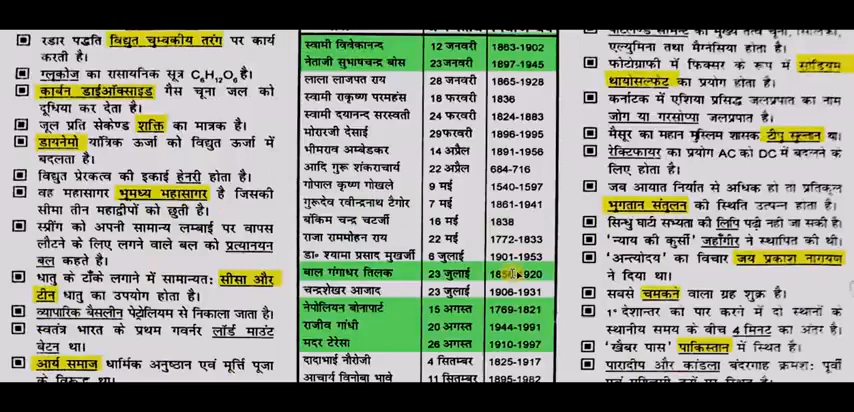 रडार पद्धति विद्युत चुम्बकीय तरंग पर कार्य
करती है।
ग्लूकोज का रासायनिक सूत्र C₆H₁₂O₆ है।
कार्बन डाईऑक्साइड गैस चूना जल को
दूधिया कर देता है।
जूल प्रति सेकेण्ड शक्ति का मात्रक है।
डायनेमो यांत्रिक ऊर्जा को विद्युत ऊर्जा में
बदलता है।
विद्युत प्रेरकत्व की इकाई हेनरी होता है।
वह महासागर भूमध्य महासागर है जिसकी
सीमा तीन महाद्वीपों को छुती है।
स्प्रींग को अपनी सामान्य लम्बाई पर वापस
लौटने के लिए लगने वाले बल को प्रत्यानयन
बल कहते है।
धातु के टाँके लगाने में सामान्यत: सीसा और
टीन धातु का उपयोग होता है।
व्यापारिक वैसलीन पेट्रोलियम से निकाला जाता है।
स्वतंत्र भारत के प्रथम गवर्नर लॉर्ड माउंट
बेटन था।
आर्य समाज धार्मिक अनुष्ठान एवं मूर्त्ति पूजा
के विरूद्ध था।
स्वामी विवेकानन्द 12 जनवरी 1863-1902
नेताजी सुभाषचन्द्र बोस 23जनवरी 1897-1945
लाला लाजपत राय 28 जनवरी 1865-1928
स्वामी राकृष्ण परमहंस 18 फरवरी 1836
स्वामी दयानन्द सरस्वती 24 फरवरी 1824-1883
मोरारजी देसाई 29फरवरी 1896-1995
भीमराव अम्बेडकर 14 अप्रील 1891-1956
आदि गुरू शंकराचार्य 22 अप्रील 684-716
गोपाल कृष्ण गोखले 9 मई 1540-1597
गुरूदेव रवीन्द्रनाथ टैगोर 7 मई 1861-1941
बंकिम चन्द्र चटर्जी 16 मई 1838
राजा राममोहन राय 22 मई 1772-1833
डा० श्यामा प्रसाद मुखर्जी 6 जुलाई 1901-1953
बाल गंगाधर तिलक 23 जुलाई 1920
चन्द्रशेखर आजाद 23 जुलाई 1906-1931
नेपोलियन बोनापार्ट 15 अगस्त 1769-1821
राजीव गांधी 20 अगस्त 1944-1991
मदर टेरेसा 26 अगस्त 1910-1997
दादाभाई नौरोजी 4 सितम्बर 1825-1917
आचार्य विनोबा भावे 11 सितम्बर 1895-1982
का मुख्य तत्व चूना, सिलिका,
एल्युमिना तथा मैग्नेसिया होता है।
फोटोग्राफी में फिक्सर के रूप में सोडियम
थायोसल्फेट का प्रयोग होता है।
कर्नाटक में एशिया प्रसिद्ध जलप्रपात का नाम
जोग या गरसोप्पा जलप्रपात है।
मैसूर का महान मुस्लिम शासक टीपू सुल्तान था।
रेक्टिफायर का प्रयोग AC को DC में बदलने के
लिए होता है।
जब आयात निर्यात से अधिक हो तो प्रतिकूल
भुगतान संतुलन की स्थिति उत्पन्न होता है।
सिन्धु घाटी सभ्यता की लिपि पढ़ी नहीं जा सकी है।
'न्याय की कुर्सी' जहाँगीर ने स्थापित की थी।
'अन्त्योदय' का विचार जय प्रकाश नारायण
ने दिया था।
सबसे चमकने वाला ग्रह शुक्र है।
1° देशान्तर को पार करने में दो स्थानों के
स्थानीय समय के बीच 4 मिनट का अंतर है।
'खैबर पास' पाकिस्तान में स्थित है।
पारादीप और कांडला बंदरगाह क्रमश: पूर्वी